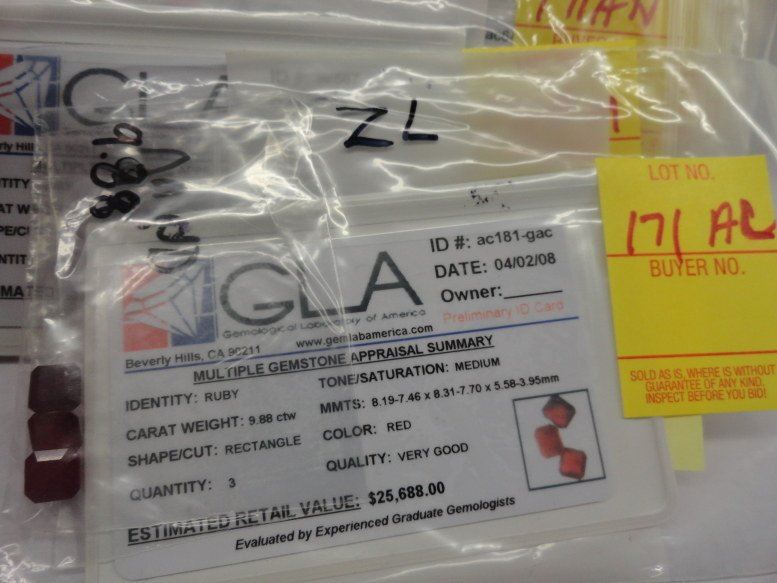 171AN
BUYER
ZL
9.88
GLA
Gemological Laboratory of America
www.gemlabamerica.com
Beverly Hills, CA 90211
ID #: ac181-gac
DATE: 04/02/08
Owner:
Preliminary ID Card
MULTIPLE GEMSTONE APPRAISAL SUMMARY
IDENTITY: RUBY
TONE/SATURATION: MEDIUM
CARAT WEIGHT: 9.88 ctw
MMTS: 8.19-7.46 x 8.31-7.70 x 5.58-3.95mm
SHAPE/CUT: RECTANGLE
COLOR: RED
QUANTITY: 3
QUALITY: VERY GOOD
ESTIMATED RETAIL VALUE: $25,688.00
Evaluated by Experienced Graduate Gemologists
LOT NO.
171 AC
BUYER NO.
SOLD AS IS, WHERE IS WITHOUT
GUARANTEE OF ANY KIND.
INSPECT BEFORE YOU BID!